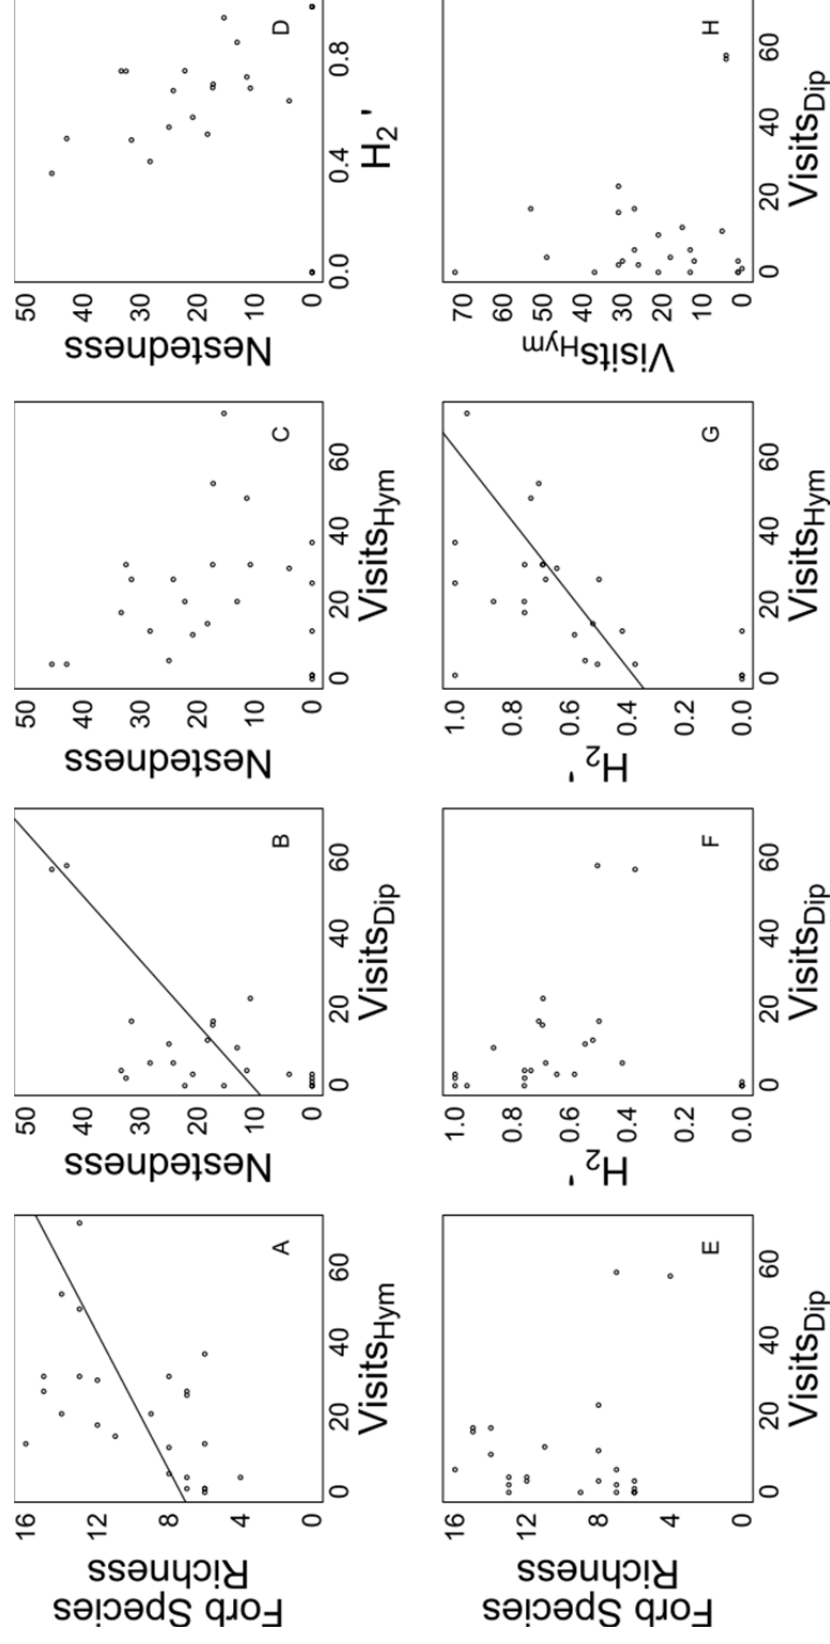 Forb Species
Richness
16
12
8
4
0
A
0 20 40 60
Visits_Hym
Nestedness
50
40
30
20
10
0
B
0 20 40 60
Visits_Dip
Nestedness
50
40
30
20
10
0
C
0 20 40 60
Visits_Hym
Nestedness
50
40
30
20
10
0
D
0.0 0.4 0.8
H₂'
Forb Species
Richness
16
12
8
4
0
E
0 20 40 60
Visits_Dip
H₂'
1.0
0.8
0.6
0.4
0.2
0.0
F
0 20 40 60
Visits_Dip
H₂'
1.0
0.8
0.6
0.4
0.2
0.0
G
0 20 40 60
Visits_Hym
Visits_Hym
70
60
50
40
30
20
10
0
H
0 20 40 60
Visits_Dip